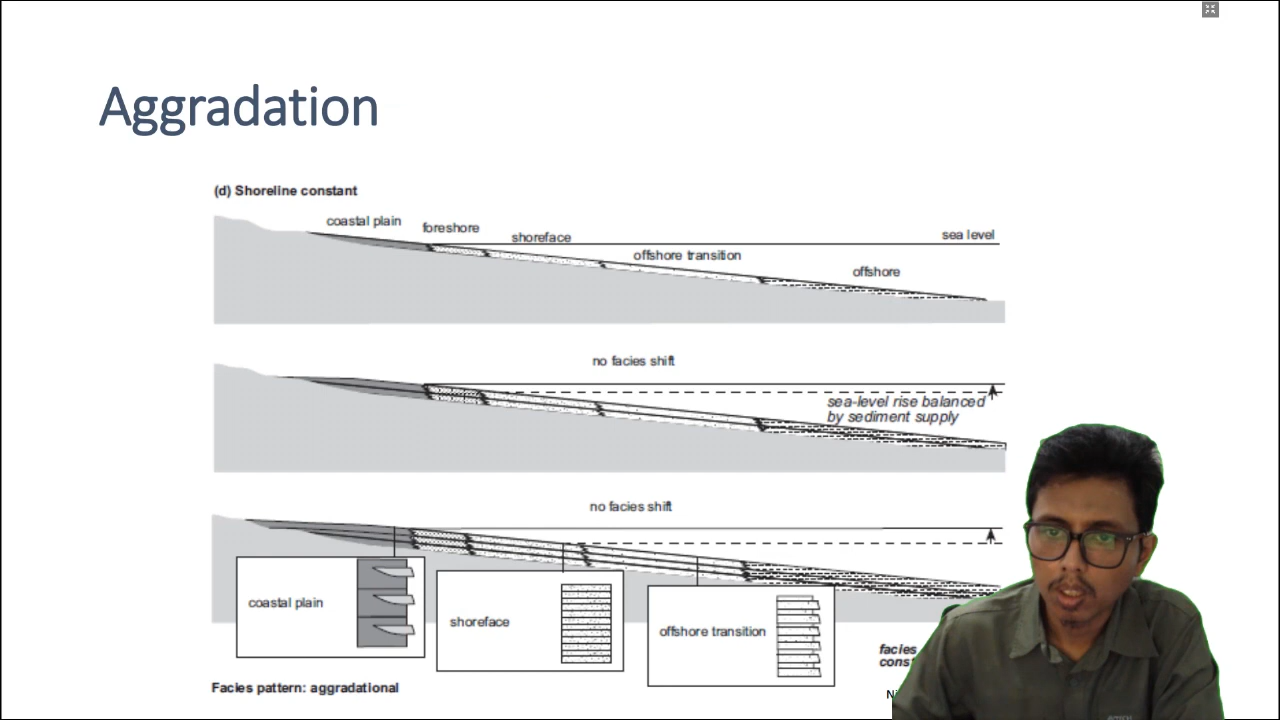 Aggradation
(d) Shoreline constant
coastal plain
foreshore
shoreface
sea level
offshore transition
offshore
no facies shift
sea-level rise balanced
by sediment supply
no facies shift
coastal plain
shoreface
offshore transition
facies
Facies pattern: aggradational